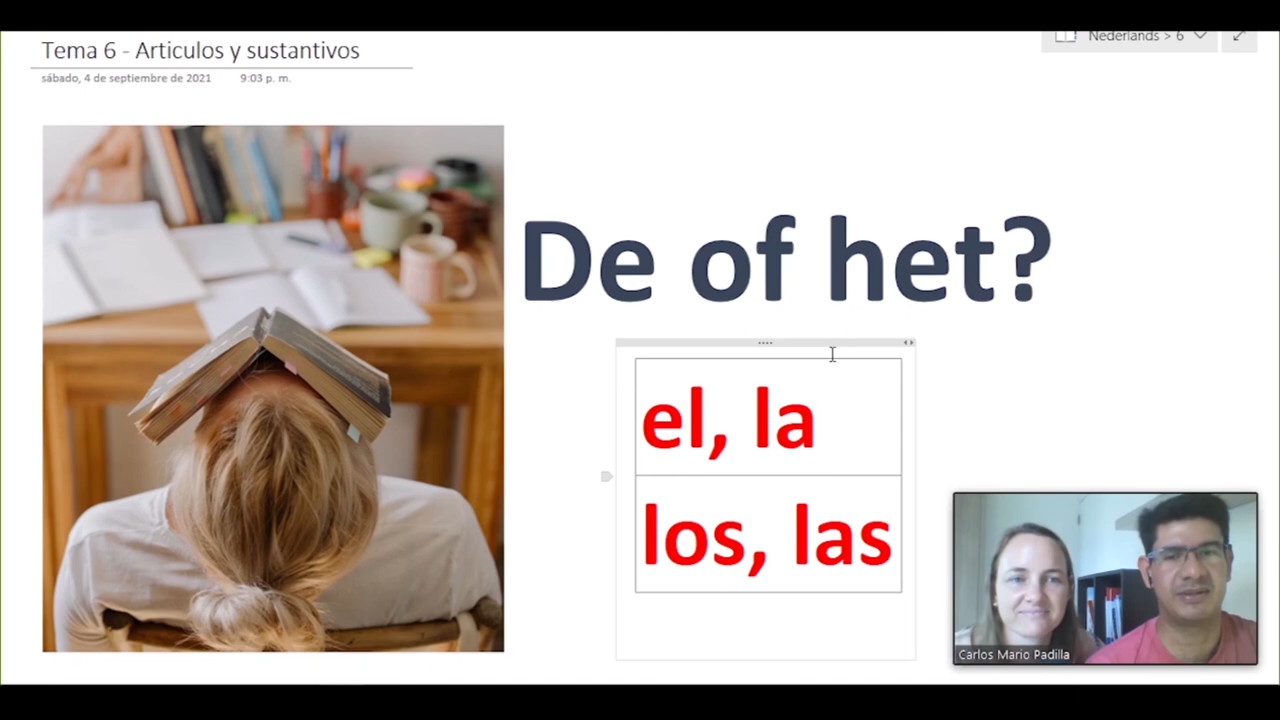 Tema 6 - Articulos y sustantivos
Nederlands > 6
sábado, 4 de septiembre de 2021 9:03 p. m.
De of het?
el, la
los, las
Carlos Mario Padilla